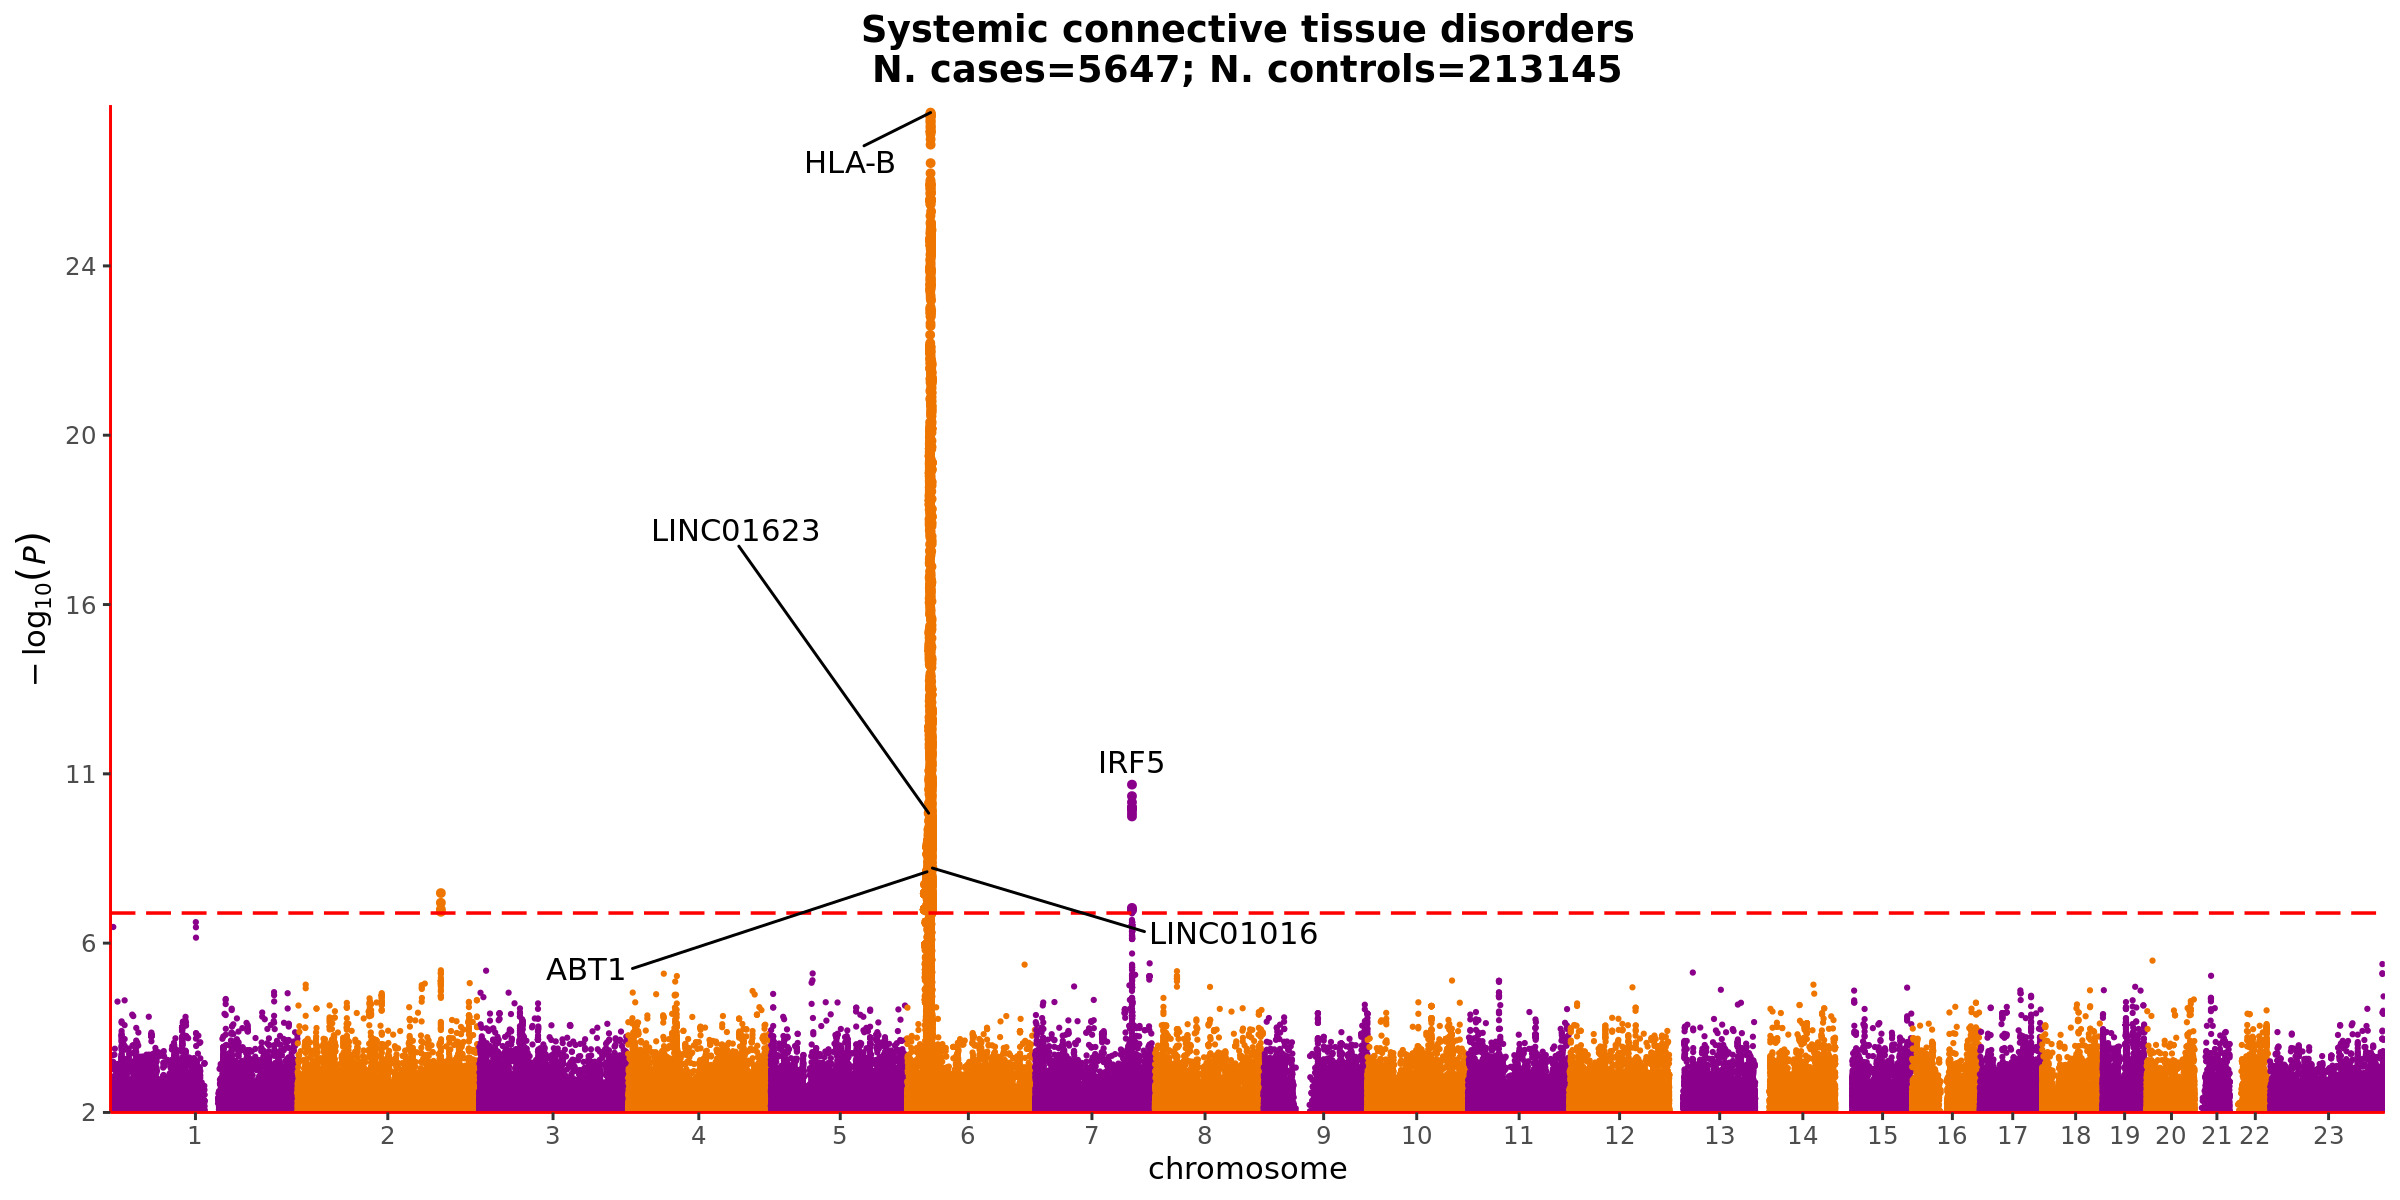 Systemic connective tissue disorders
N. cases=5647; N. controls=213145
HLA-B
24
20
LINC01623
− log₁₀(P)
16
IRF5
11
LINC01016
6
ABT1
2
1 2 3 4 5 6 7 8 9 10 11 12 13 14 15 16 17 18 19 20 21 22 23
chromosome